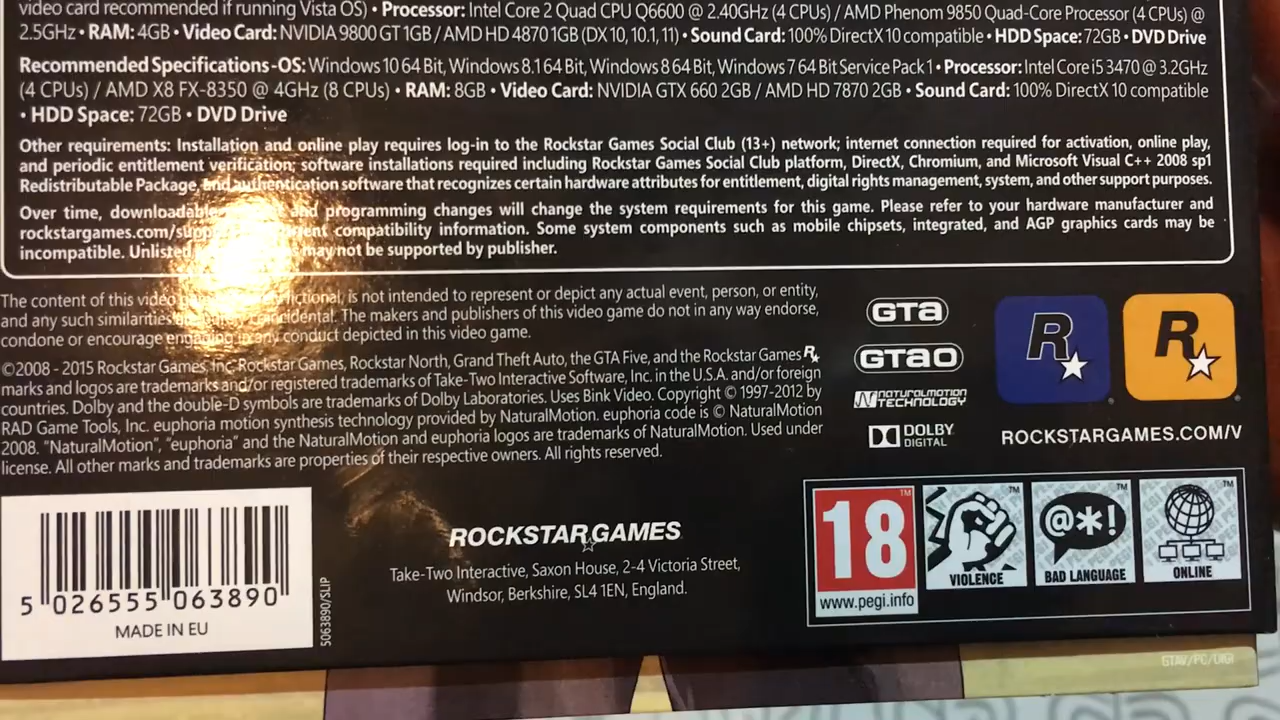 video card recommended if running Vista OS) • Processor: Intel Core 2 Quad CPU Q6600 @ 2.40GHz (4 CPUs) / AMD Phenom 9850 Quad-Core Processor (4 CPUs) @
2.5GHz • RAM: 4GB • Video Card: NVIDIA 9800 GT 1GB / AMD HD 4870 1GB (DX 10, 10.1, 11) • Sound Card: 100% DirectX 10 compatible • HDD Space: 72GB • DVD Drive
Recommended Specifications - OS: Windows 10 64 Bit, Windows 8.1 64 Bit, Windows 8 64 Bit, Windows 7 64 Bit Service Pack 1 • Processor: Intel Core i5 3470 @ 3.2GHz
(4 CPUs) / AMD X8 FX-8350 @ 4GHz (8 CPUs) • RAM: 8GB • Video Card: NVIDIA GTX 660 2GB / AMD HD 7870 2GB • Sound Card: 100% DirectX 10 compatible
• HDD Space: 72GB • DVD Drive
Other requirements: Installation and online play requires log-in to the Rockstar Games Social Club (13+) network; internet connection required for activation, online play,
and periodic entitlement verification; software installations required including Rockstar Games Social Club platform, DirectX, Chromium, and Microsoft Visual C++ 2008 sp1
Redistributable Package, and authentication software that recognizes certain hardware attributes for entitlement, digital rights management, system, and other support purposes.
Over time, downloadable and programming changes will change the system requirements for this game. Please refer to your hardware manufacturer and
rockstargames.com/support compatibility information. Some system components such as mobile chipsets, integrated, and AGP graphics cards may be
incompatible. Unlisted may not be supported by publisher.
The content of this video fictional, is not intended to represent or depict any actual event, person, or entity,
and any such similarities coincidental. The makers and publishers of this video game do not in any way endorse,
condone or encourage engaging in any conduct depicted in this video game.
©2008 - 2015 Rockstar Games, Inc. Rockstar Games, Rockstar North, Grand Theft Auto, the GTA Five, and the Rockstar Games R★
marks and logos are trademarks and/or registered trademarks of Take-Two Interactive Software, Inc. in the U.S.A. and/or foreign
countries. Dolby and the double-D symbols are trademarks of Dolby Laboratories. Uses Bink Video. Copyright © 1997-2012 by
RAD Game Tools, Inc. euphoria motion synthesis technology provided by NaturalMotion. euphoria code is © NaturalMotion
2008. "NaturalMotion", "euphoria" and the NaturalMotion and euphoria logos are trademarks of NaturalMotion. Used under
license. All other marks and trademarks are properties of their respective owners. All rights reserved.
GTA
GTAO
NATURALMOTION
TECHNOLOGY
DOLBY
DIGITAL
R
R
ROCKSTARGAMES.COM/V
5 026555 063890
MADE IN EU
5063890/SLIP
ROCKSTAR GAMES
Take-Two Interactive, Saxon House, 2-4 Victoria Street,
Windsor, Berkshire, SL4 1EN, England.
18™
www.pegi.info
VIOLENCE
@*!
BAD LANGUAGE
ONLINE
GTAV/PC/DIGI